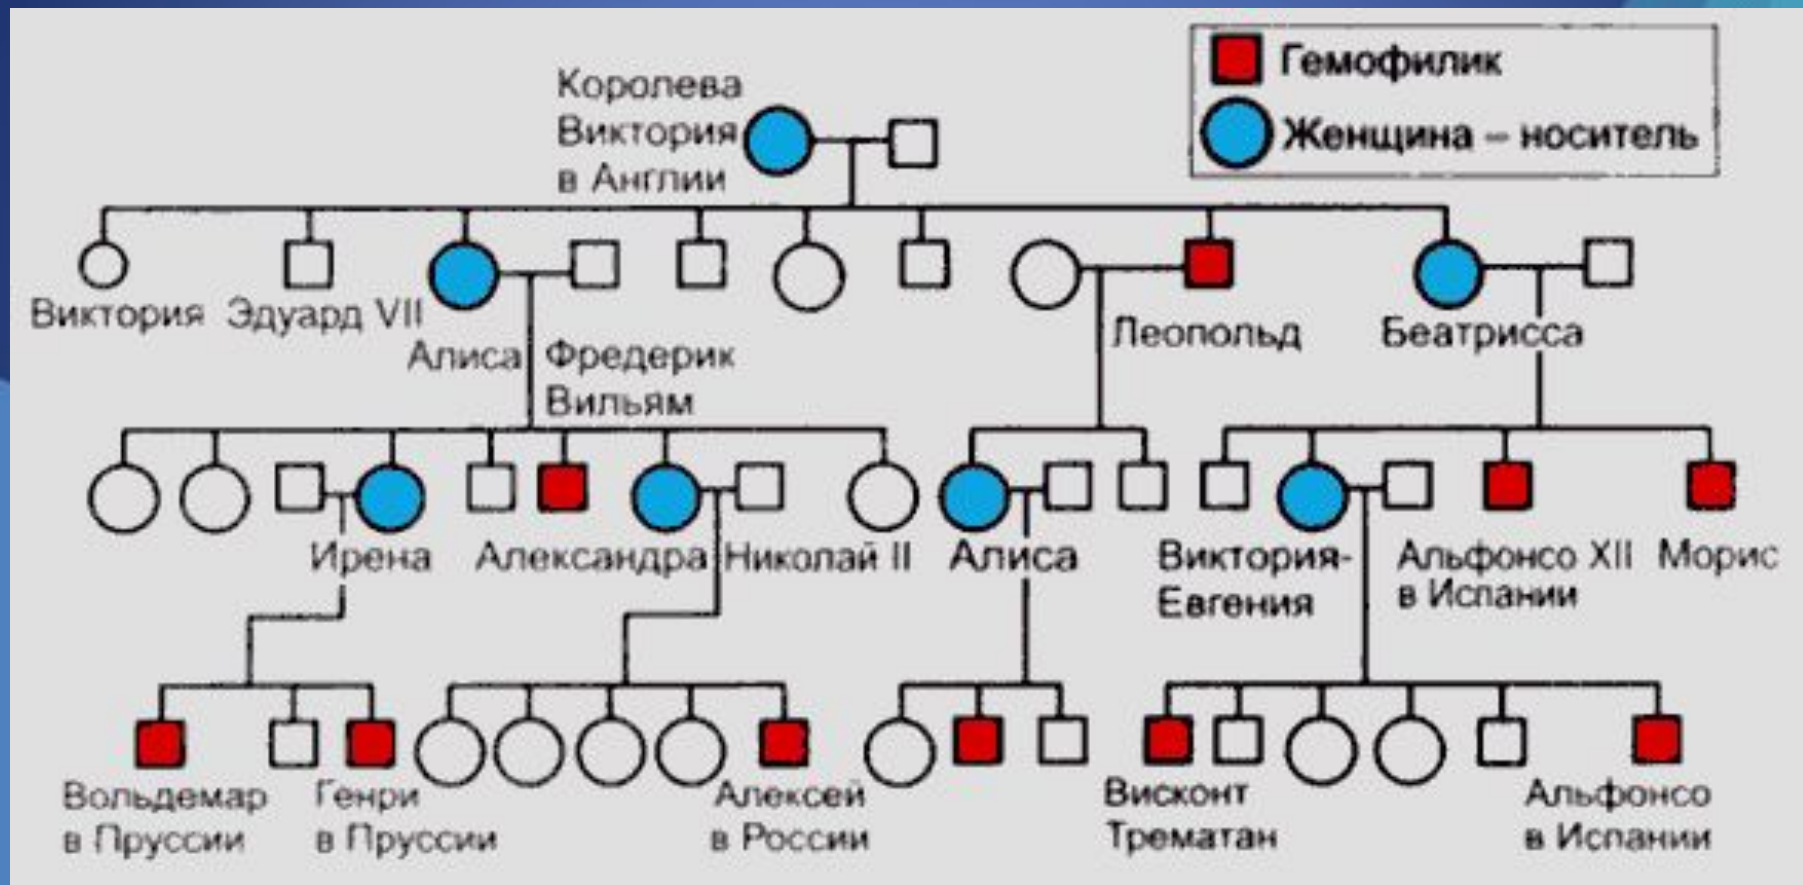 Гемофилик
Женщина – носитель
Королева
Виктория
в Англии
Виктория
Эдуард VII
Алиса
Фредерик
Вильям
Леопольд
Беатрисса
Ирена
Александра
Николай II
Алиса
Виктория-
Евгения
Альфонсо XII
в Испании
Морис
Вольдемар
в Пруссии
Генри
в Пруссии
Алексей
в России
Висконт
Трематан
Альфонсо
в Испании